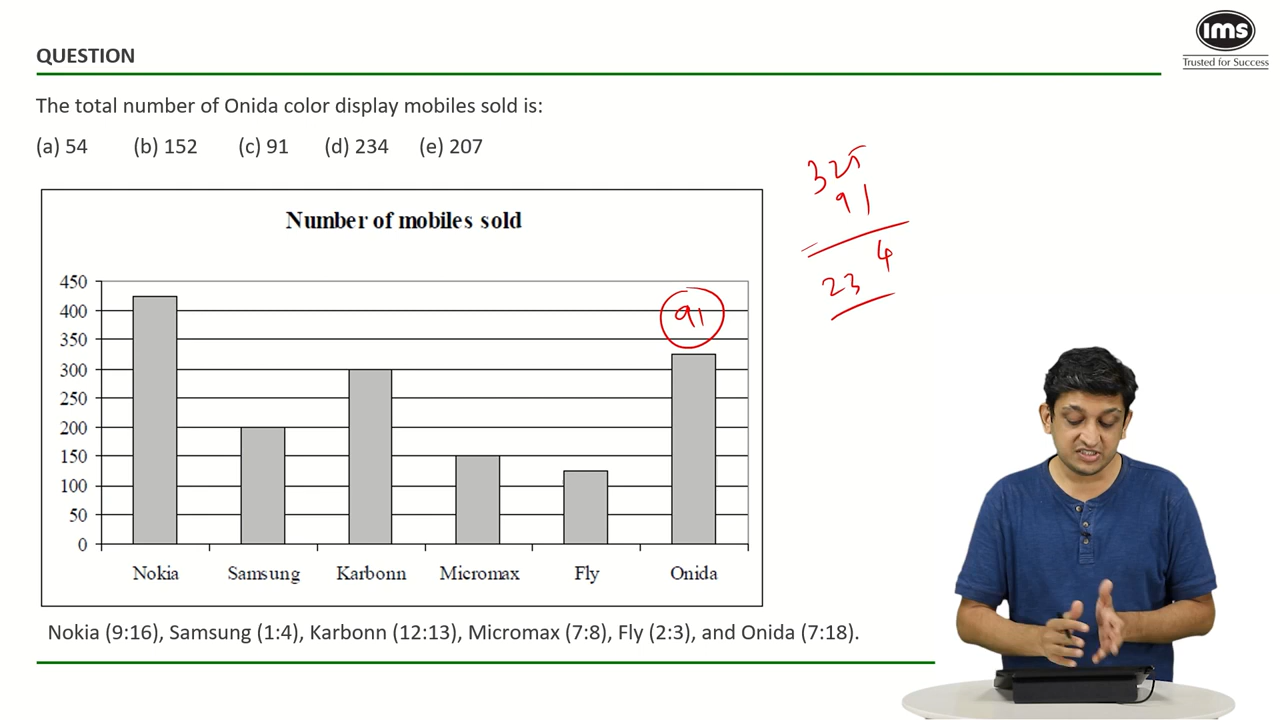 ims
Trusted for Success
QUESTION
The total number of Onida color display mobiles sold is:
(a) 54 (b) 152 (c) 91 (d) 234 (e) 207
325
91
234
Number of mobiles sold
450
400
350
300
250
200
150
100
50
0
91
Nokia Samsung Karbonn Micromax Fly Onida
Nokia (9:16), Samsung (1:4), Karbonn (12:13), Micromax (7:8), Fly (2:3), and Onida (7:18).